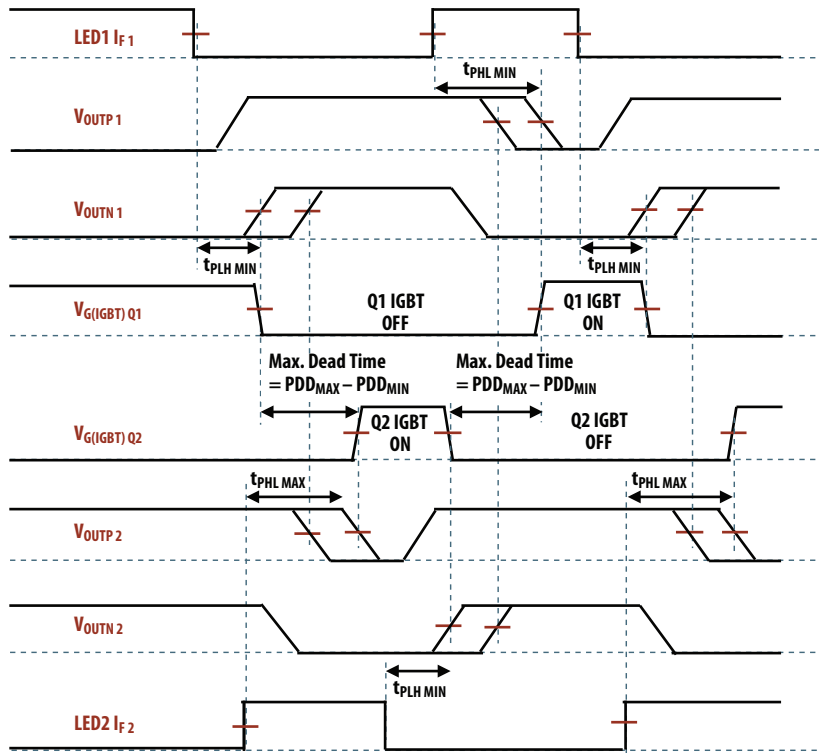 LED1 IF 1
tPHL MIN
VOUTP 1
VOUTN 1
tPLH MIN
tPLH MIN
VG(IGBT) Q1
Q1 IGBT
OFF
Q1 IGBT
ON
Max. Dead Time
= PDDMAX – PDDMIN
Max. Dead Time
= PDDMAX – PDDMIN
VG(IGBT) Q2
Q2 IGBT
ON
Q2 IGBT
OFF
tPHL MAX
tPHL MAX
VOUTP 2
VOUTN 2
tPLH MIN
LED2 IF 2